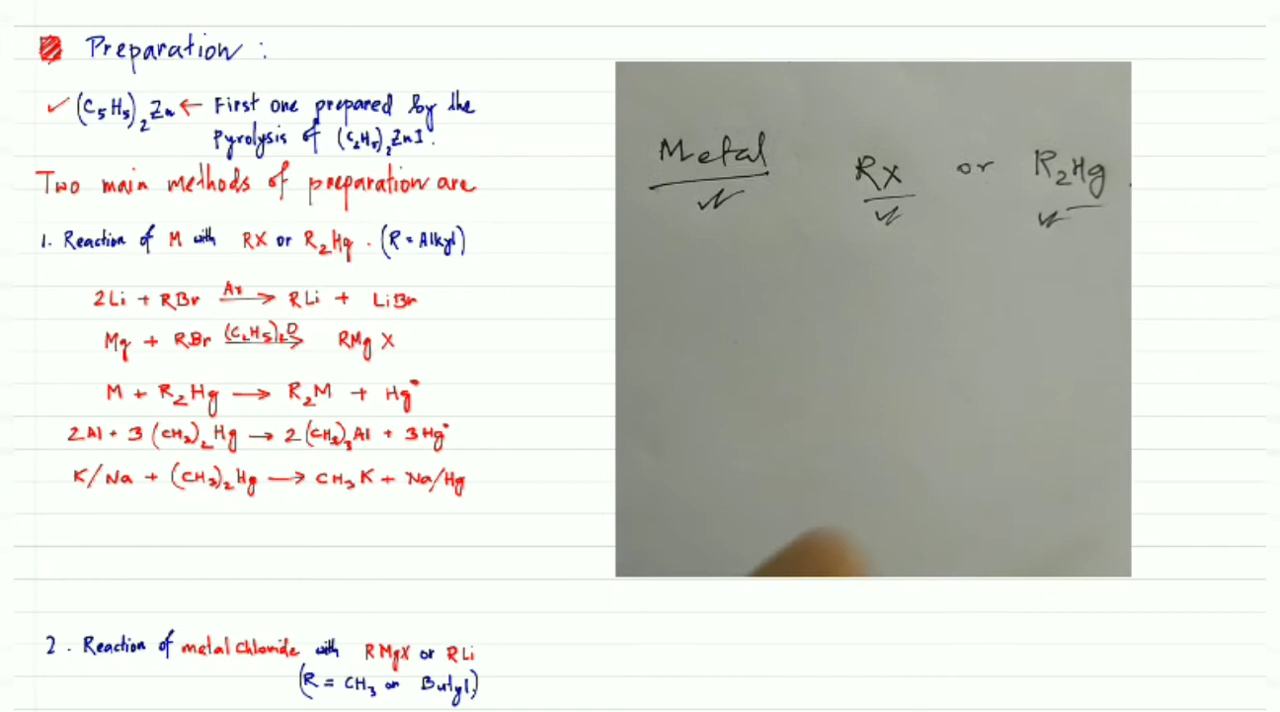 Preparation :
✓ (C₅H₅)₂Zn ← First one prepared by the
Pyrolysis of (C₂H₅)₂ZnI.
Two main methods of preparation are
1. Reaction of M with RX or R₂Hg. (R = Alkyl)
2Li + RBr —Ar→ RLi + LiBr
Mg + RBr —(C₂H₅)₂O→ RMgX
M + R₂Hg → R₂M + Hg°
2Al + 3(CH₃)₂Hg → 2(CH₃)₃Al + 3Hg°
K/Na + (CH₃)₂Hg → CH₃K + Na/Hg
2. Reaction of metal chloride with RMgX or RLi
(R = CH₃ or Butyl)
Metal RX or R₂Hg.